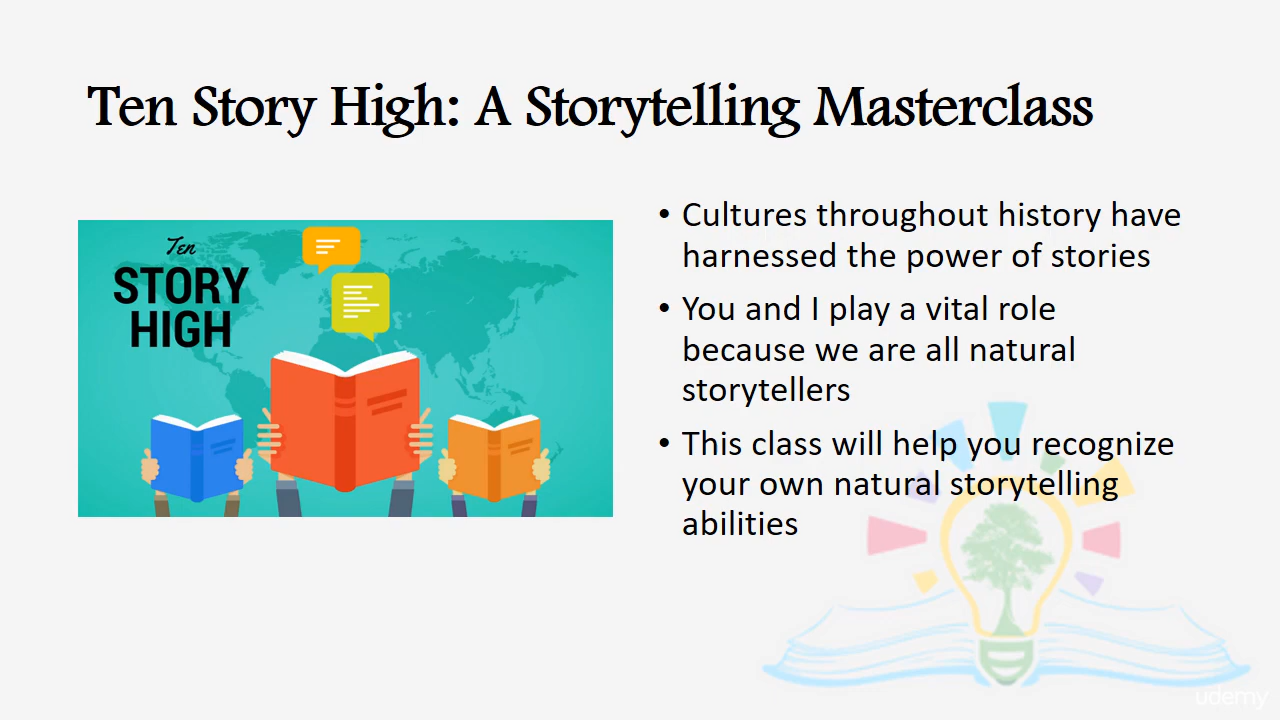 Ten Story High: A Storytelling Masterclass
Ten
STORY
HIGH
• Cultures throughout history have
harnessed the power of stories
• You and I play a vital role
because we are all natural
storytellers
• This class will help you recognize
your own natural storytelling
abilities
udemy